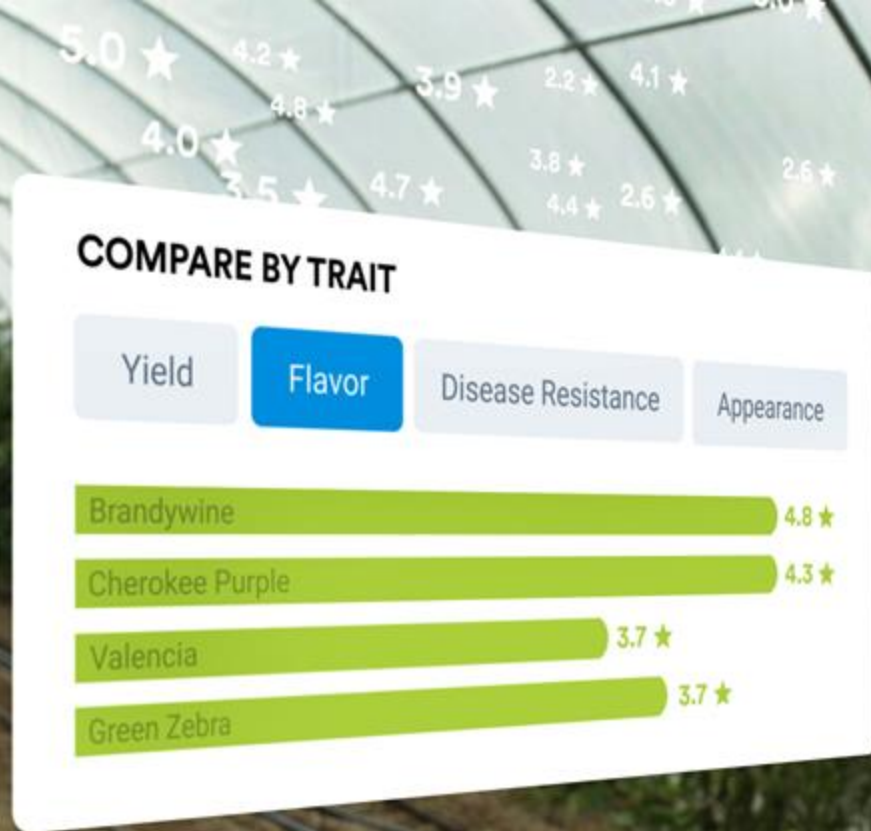 5.0 ★ 4.2 ★ 3.9 ★ 2.2 ★ 4.1 ★
4.8 ★
4.0 ★ 3.8 ★ 2.6 ★
3.5 ★ 4.7 ★ 4.4 ★ 2.6 ★
COMPARE BY TRAIT
Yield Flavor Disease Resistance Appearance
Brandywine 4.8 ★
Cherokee Purple 4.3 ★
Valencia 3.7 ★
Green Zebra 3.7 ★